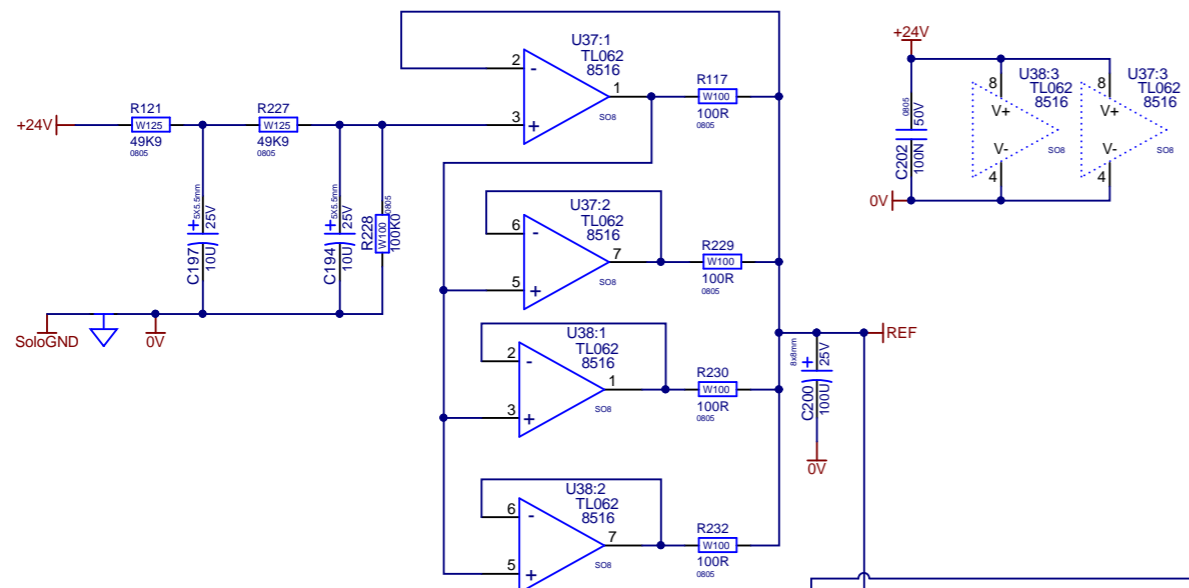 +24V
R121
W125
49K9
0805
R227
W125
49K9
0805
5X5.5mm
25V
C197
10U
5X5.5mm
25V
C194
10U
0805
R228
W100
100K0
SoloGND
0V
U37:1
TL062
8516
2
-
3
+
1
SO8
R117
W100
100R
0805
U37:2
TL062
8516
6
-
5
+
7
SO8
R229
W100
100R
0805
U38:1
TL062
8516
2
-
3
+
1
SO8
R230
W100
100R
0805
U38:2
TL062
8516
6
-
5
+
7
SO8
R232
W100
100R
0805
REF
8x8mm
25V
C200
100U
0V
+24V
0805
50V
C202
100N
0V
U38:3
TL062
8516
8
V+
V-
4
SO8
U37:3
TL062
8516
8
V+
V-
4
SO8